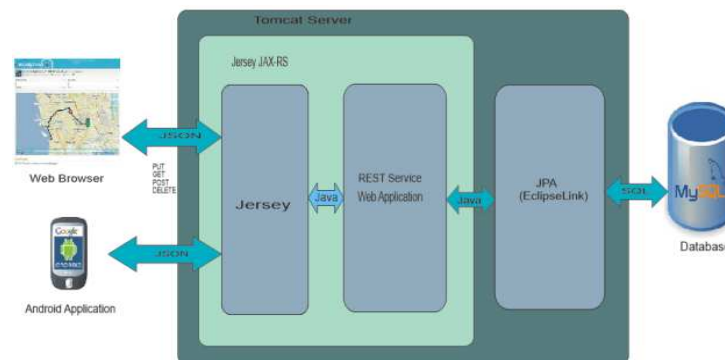 Tomcat Server
Jersey JAX-RS
JSON
Web Browser
PUT
GET
POST
DELETE
Jersey
Java
REST Service
Web Application
Java
JPA
(EclipseLink)
SQL
MySQL
Database
Google
JSON
Android Application